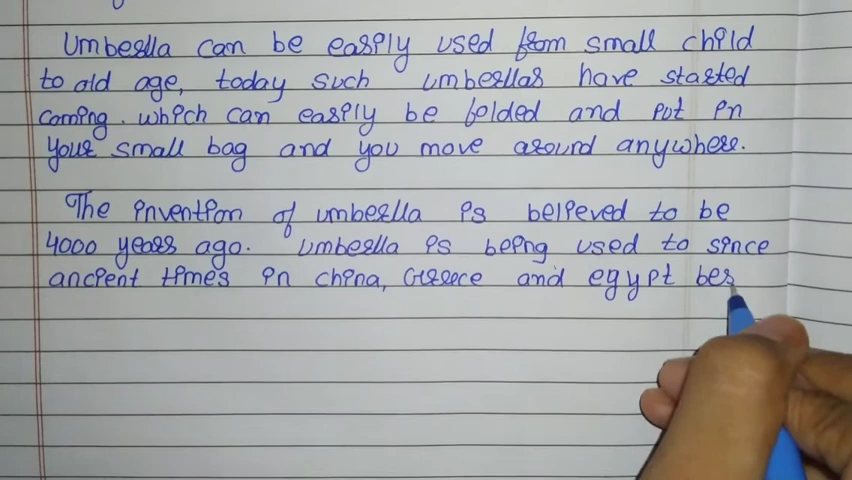 Umbrella can be easily used from small child
to old age, today such umbrellas have started
coming. which can easily be folded and put in
your small bag and you move around anywhere.
The invention of umbrella is believed to be
4000 years ago. Umbrella is being used to since
ancient times in china, Greece and egypt bes